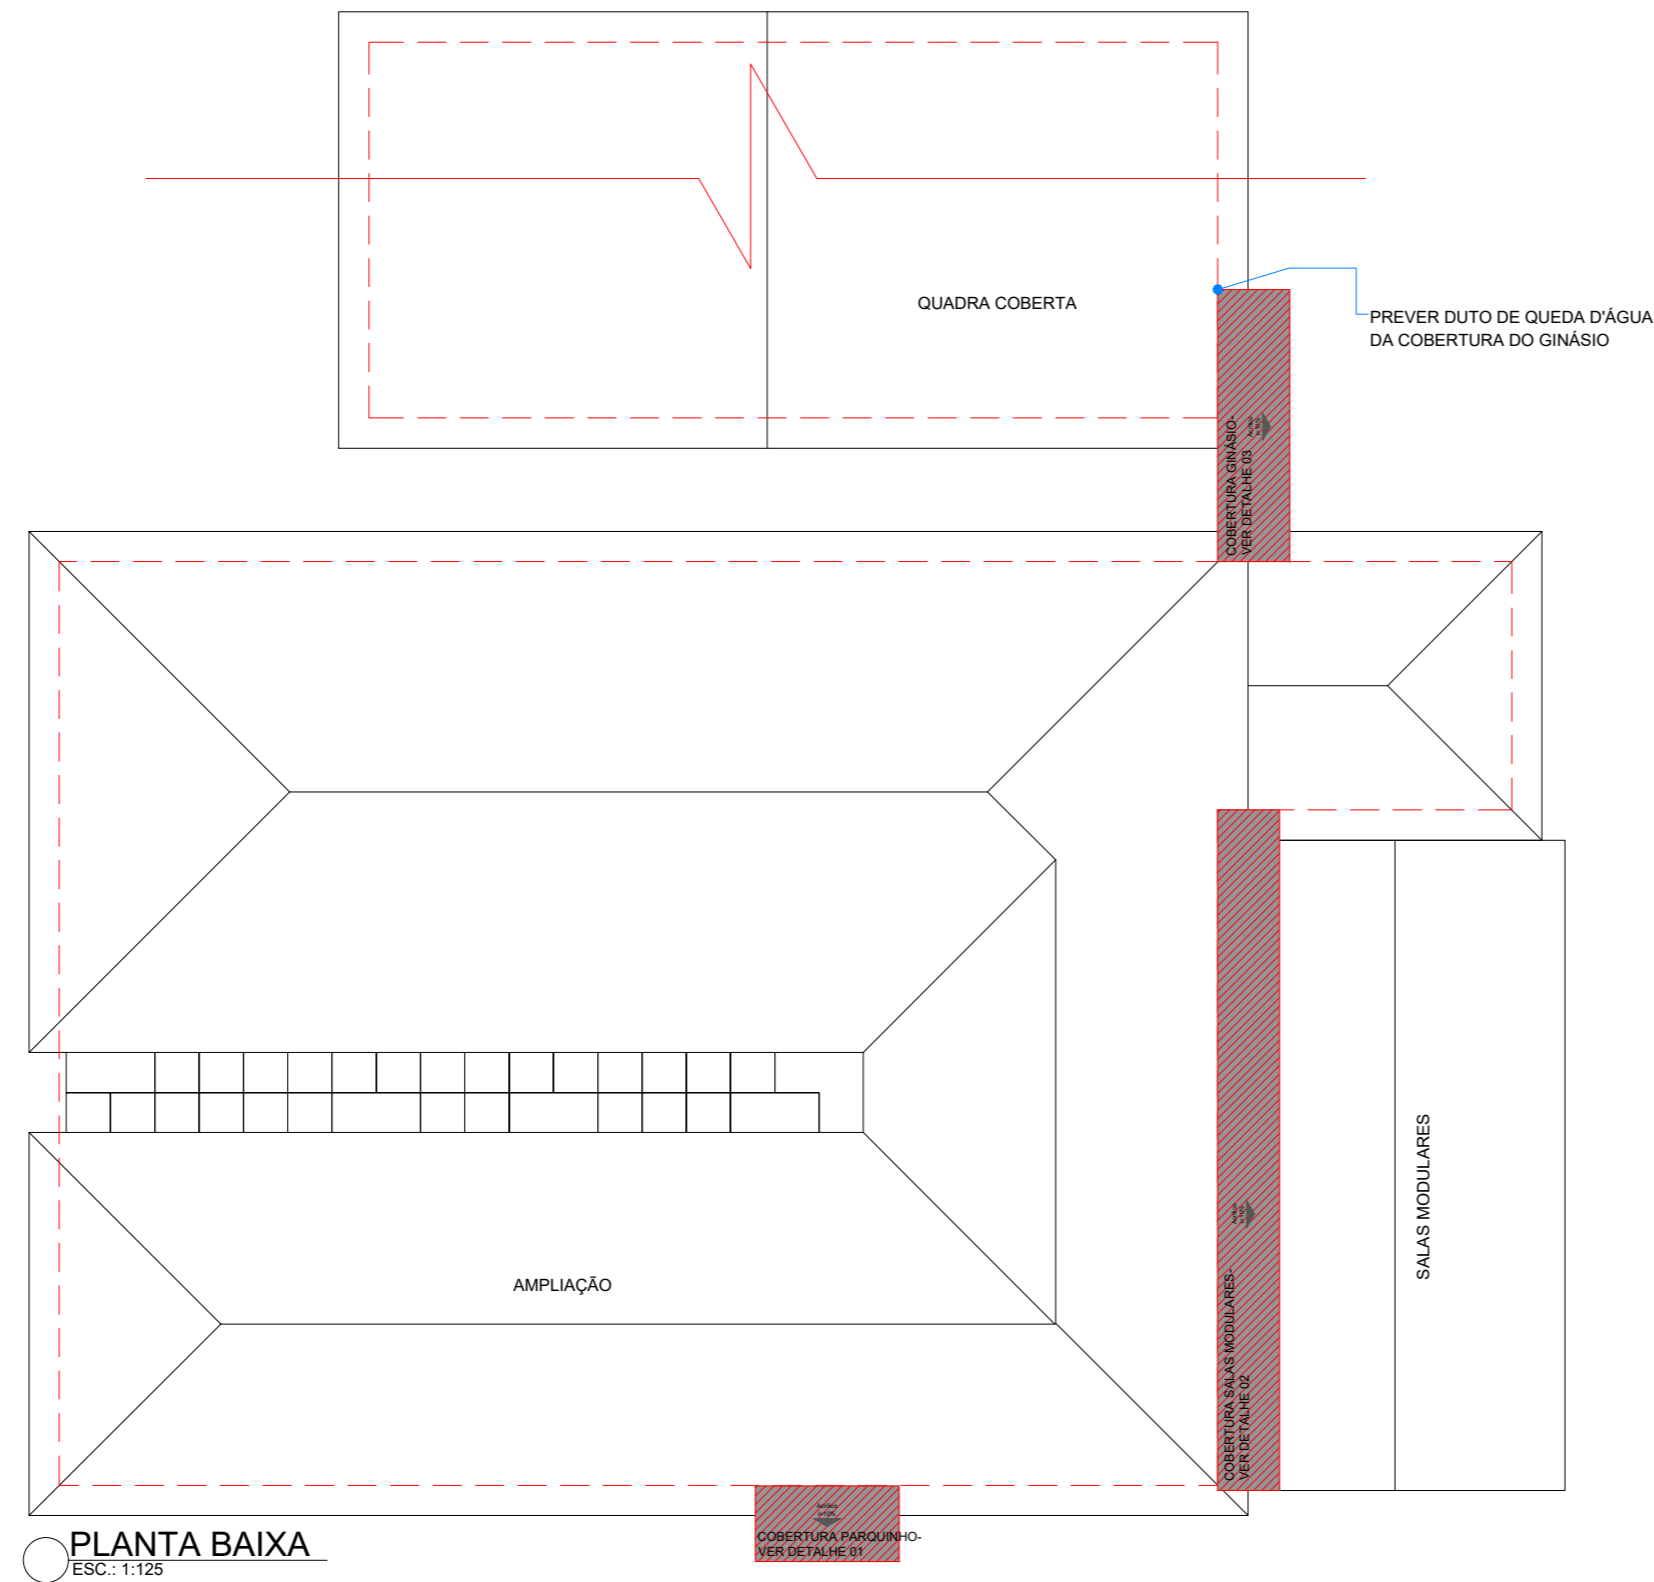 QUADRA COBERTA
PREVER DUTO DE QUEDA D'ÁGUA
DA COBERTURA DO GINÁSIO
COBERTURA GINÁSIO-
VER DETALHE 03
SALAS MODULARES
COBERTURA SALAS MODULARES-
VER DETALHE 02
AMPLIAÇÃO
COBERTURA PARQUINHO-
VER DETALHE 01
PLANTA BAIXA
ESC.: 1:125